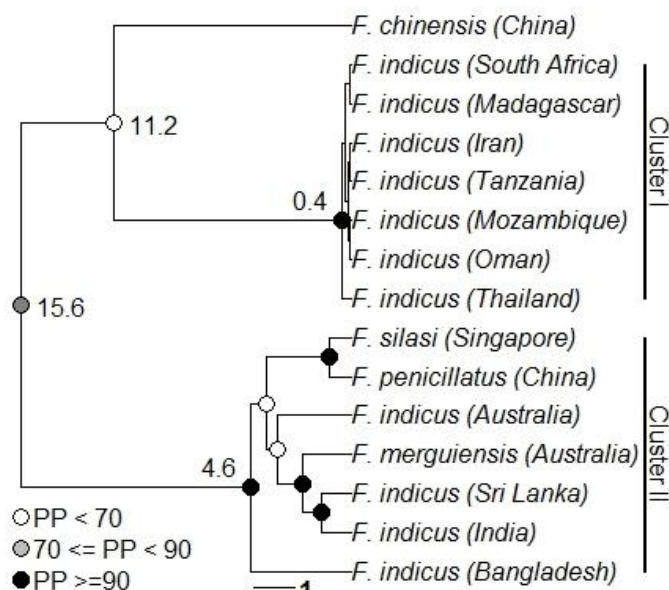 F. chinensis (China)
F. indicus (South Africa)
F. indicus (Madagascar)
F. indicus (Iran)
F. indicus (Tanzania)
F. indicus (Mozambique)
F. indicus (Oman)
F. indicus (Thailand)
F. silasi (Singapore)
F. penicillatus (China)
F. indicus (Australia)
F. merguiensis (Australia)
F. indicus (Sri Lanka)
F. indicus (India)
F. indicus (Bangladesh)
Cluster I
Cluster II
11.2
0.4
15.6
4.6
PP < 70
70 <= PP < 90
PP >=90
1